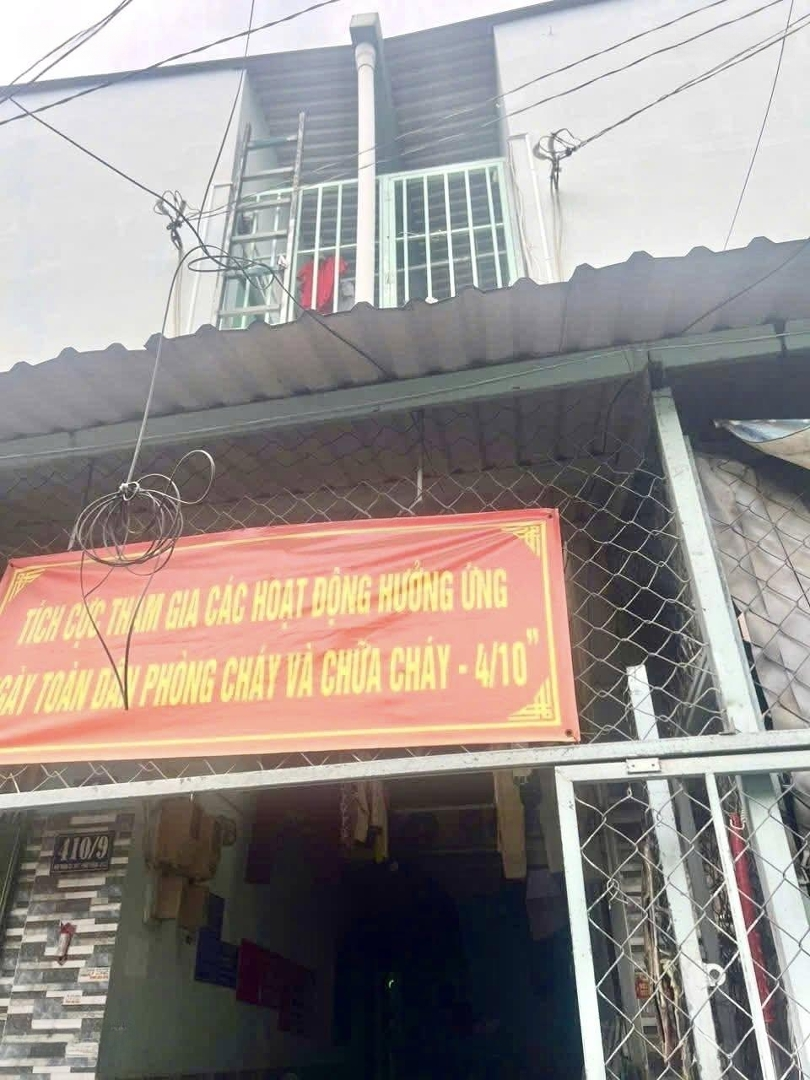 TÍCH CỰC THAM GIA CÁC HOẠT ĐỘNG HƯỞNG ỨNG
GÀY TOÀN DÂN PHÒNG CHÁY VÀ CHỮA CHÁY - 4/10"
410/9